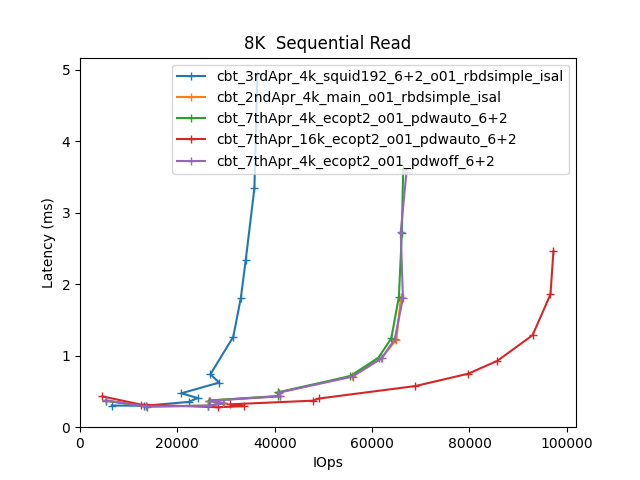 8K  Sequential Read
cbt_3rdApr_4k_squid192_6+2_o01_rbdsimple_isal
cbt_2ndApr_4k_main_o01_rbdsimple_isal
cbt_7thApr_4k_ecopt2_o01_pdwauto_6+2
cbt_7thApr_16k_ecopt2_o01_pdwauto_6+2
cbt_7thApr_4k_ecopt2_o01_pdwoff_6+2
Latency (ms)
5
4
3
2
1
0
0 20000 40000 60000 80000 100000
IOps